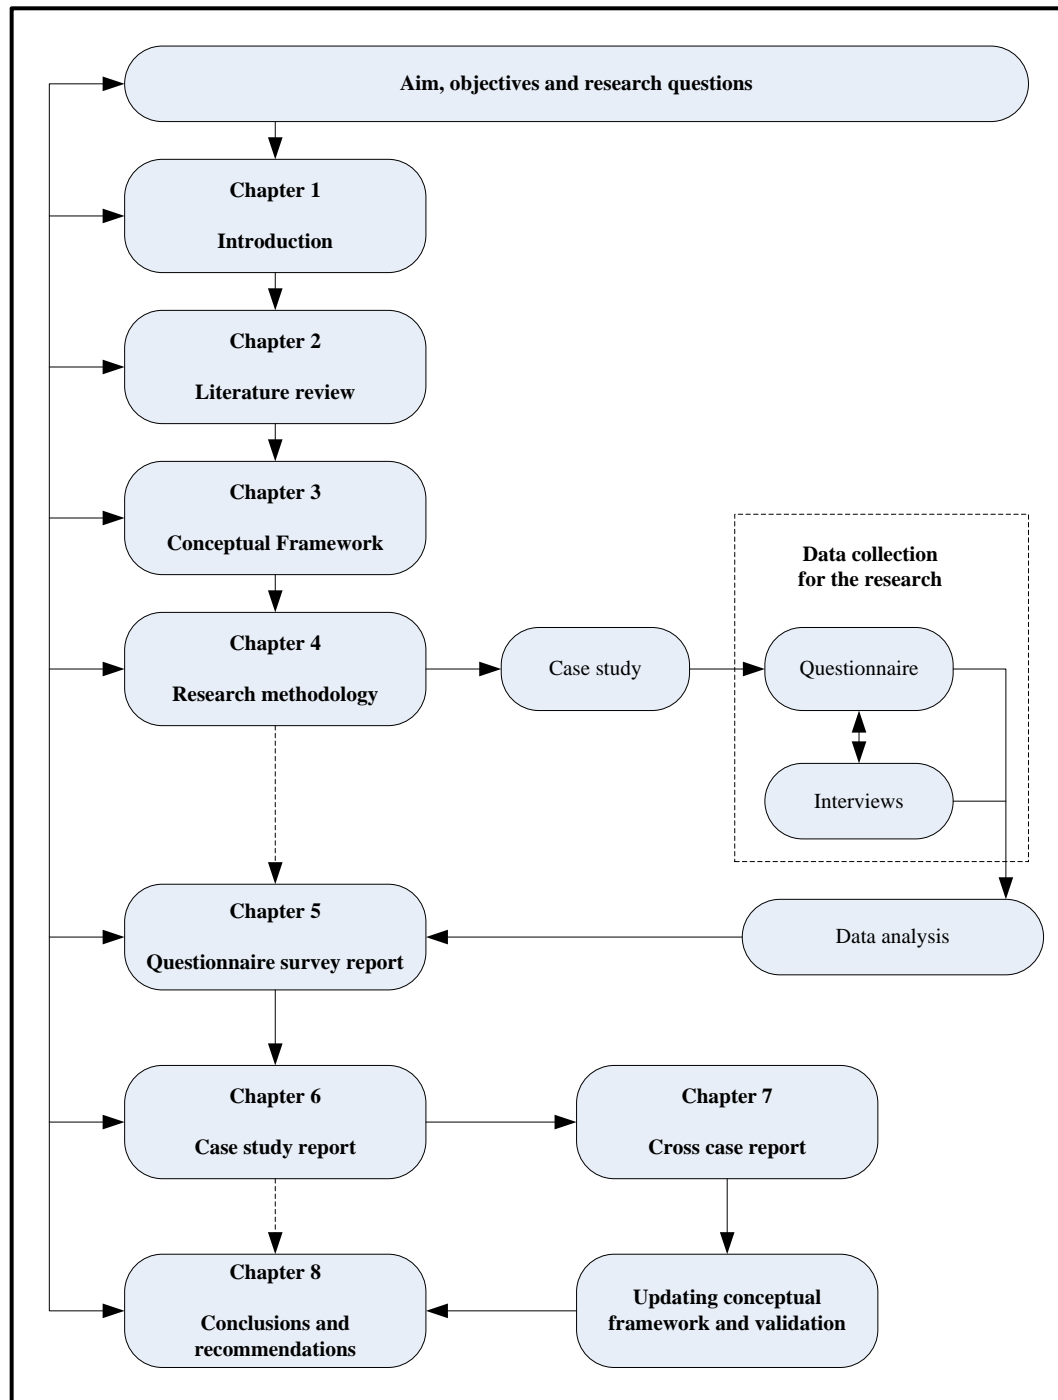 Aim, objectives and research questions
Chapter 1
Introduction
Chapter 2
Literature review
Chapter 3
Conceptual Framework
Data collection
for the research
Chapter 4
Research methodology
Case study
Questionnaire
Interviews
Chapter 5
Questionnaire survey report
Data analysis
Chapter 6
Case study report
Chapter 7
Cross case report
Chapter 8
Conclusions and
recommendations
Updating conceptual
framework and validation